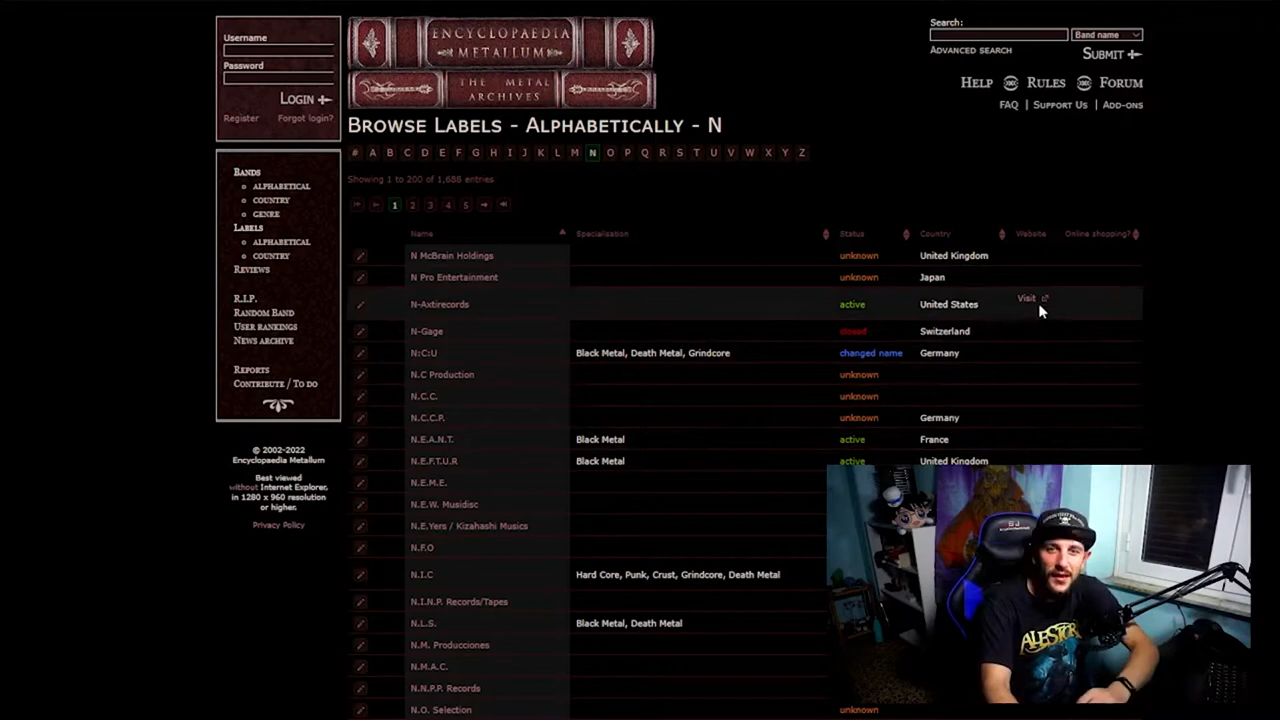 Username
Password
LOGIN
Register Forgot login?
ENCYCLOPAEDIA
METALLUM
THE METAL
ARCHIVES
Search:
Band name
ADVANCED SEARCH
SUBMIT
HELP RULES FORUM
FAQ | SUPPORT US | ADD-ONS
BROWSE LABELS - ALPHABETICALLY - N
# A B C D E F G H I J K L M N O P Q R S T U V W X Y Z
Showing 1 to 200 of 1,688 entries
1 2 3 4 5
BANDS
ALPHABETICAL
COUNTRY
GENRE
LABELS
ALPHABETICAL
COUNTRY
REVIEWS
R.I.P.
RANDOM BAND
USER RANKINGS
NEWS ARCHIVE
REPORTS
CONTRIBUTE / TO DO
© 2002-2022
Encyclopaedia Metallum
Best viewed
without Internet Explorer,
in 1280 x 960 resolution
or higher.
Privacy Policy
Name Specialisation Status Country Website Online shopping?
N McBrain Holdings unknown United Kingdom
N Pro Entertainment unknown Japan
N-Axtirecords active United States Visit
N-Gage closed Switzerland
N:C:U Black Metal, Death Metal, Grindcore changed name Germany
N.C Production unknown
N.C.C. unknown
N.C.C.P. unknown Germany
N.E.A.N.T. Black Metal active France
N.E.F.T.U.R Black Metal active United Kingdom
N.E.M.E.
N.E.W. Musidisc
N.E.Yers / Kizahashi Musics
N.F.O
N.I.C Hard Core, Punk, Crust, Grindcore, Death Metal
N.I.N.P. Records/Tapes
N.L.S. Black Metal, Death Metal
N.M. Producciones
N.M.A.C.
N.N.P.P. Records
N.O. Selection unknown
ALESTORM